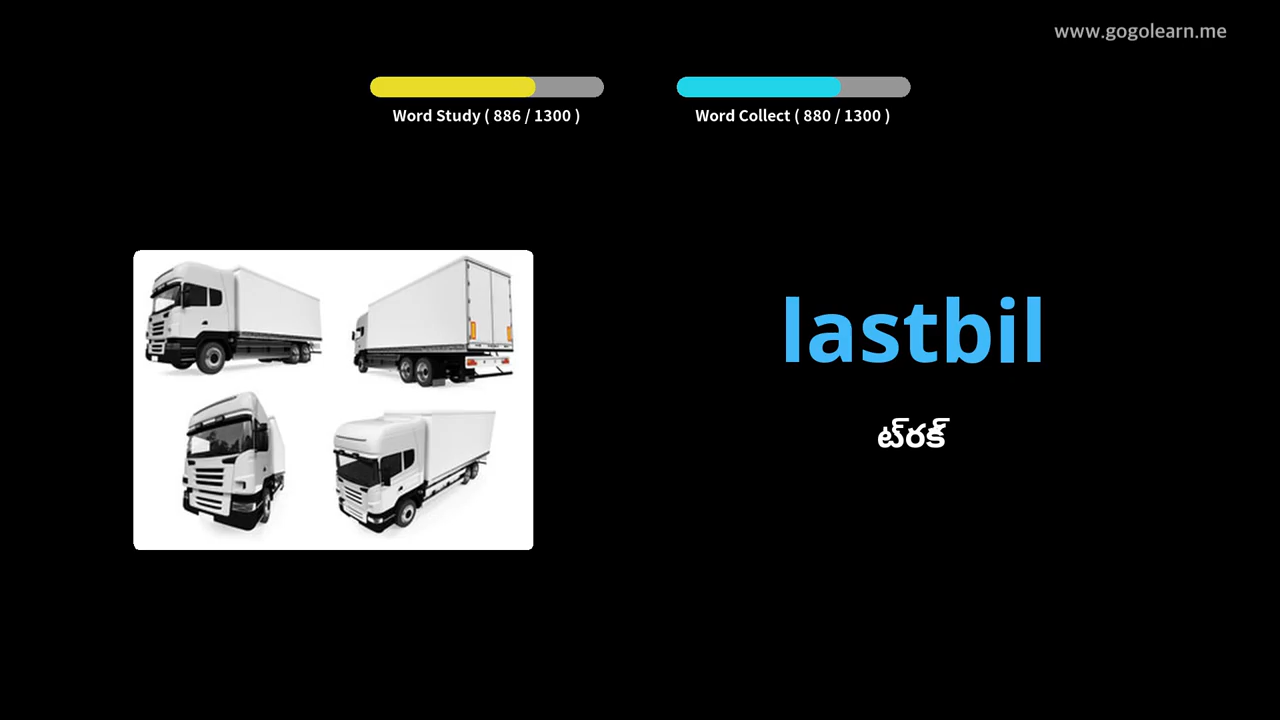 www.gogolearn.me
Word Study ( 886 / 1300 )
Word Collect ( 880 / 1300 )
lastbil
ట్‌రక్